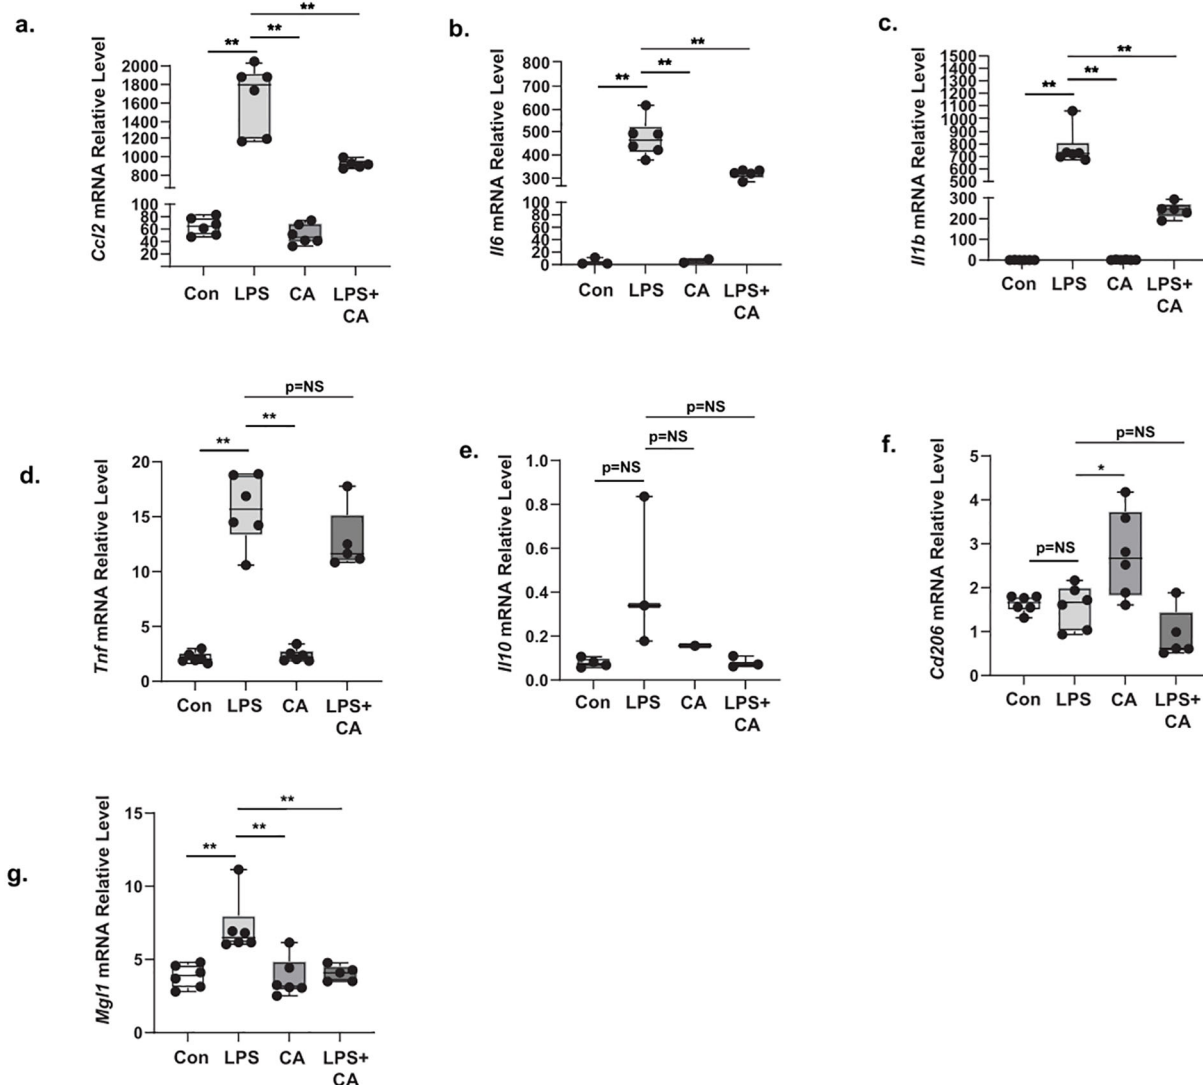 a.
**
**
**
Ccl2 mRNA Relative Level
2000
1800
1600
1400
1200
1000
800
100
80
60
40
20
Con
LPS
CA
LPS+
CA
b.
**
**
**
Il6 mRNA Relative Level
800
700
600
500
400
300
100
80
60
40
20
0
Con
LPS
CA
LPS+
CA
c.
**
**
**
Il1b mRNA Relative Level
1500
1400
1300
1200
1100
1000
900
800
700
600
500
300
200
100
0
Con
LPS
CA
LPS+
CA
d.
p=NS
**
**
Tnf mRNA Relative Level
20
15
10
5
0
Con
LPS
CA
LPS+
CA
e.
p=NS
p=NS
p=NS
Il10 mRNA Relative Level
1.0
0.8
0.6
0.4
0.2
0.0
Con
LPS
CA
LPS+
CA
f.
p=NS
*
p=NS
Cd206 mRNA Relative Level
5
4
3
2
1
0
Con
LPS
CA
LPS+
CA
g.
**
**
**
Mgl1 mRNA Relative Level
15
10
5
0
Con
LPS
CA
LPS+
CA